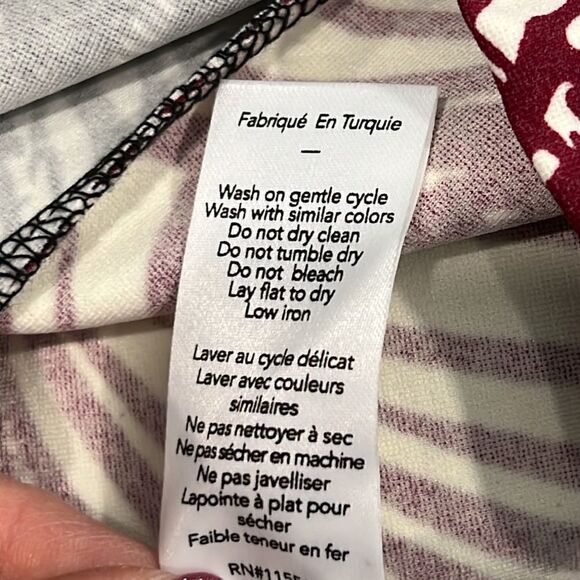 Fabriqué En Turquie
—
Wash on gentle cycle
Wash with similar colors
Do not dry clean
Do not tumble dry
Do not bleach
Lay flat to dry
Low iron
Laver au cycle délicat
Laver avec couleurs
similaires
Ne pas nettoyer à sec
Ne pas sécher en machine
Ne pas javelliser
Lapointe à plat pour
sécher
Faible teneur en fer